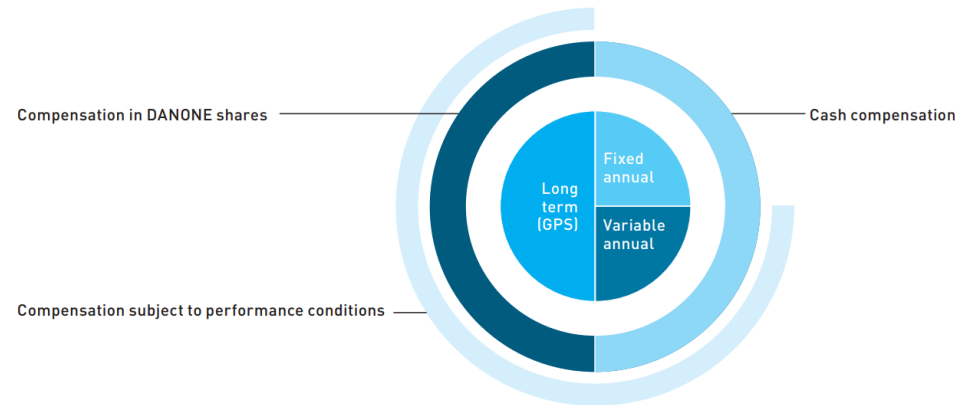 Compensation in DANONE shares
Cash compensation
Fixed
annual
Long
term
(GPS)
Variable
annual
Compensation subject to performance conditions